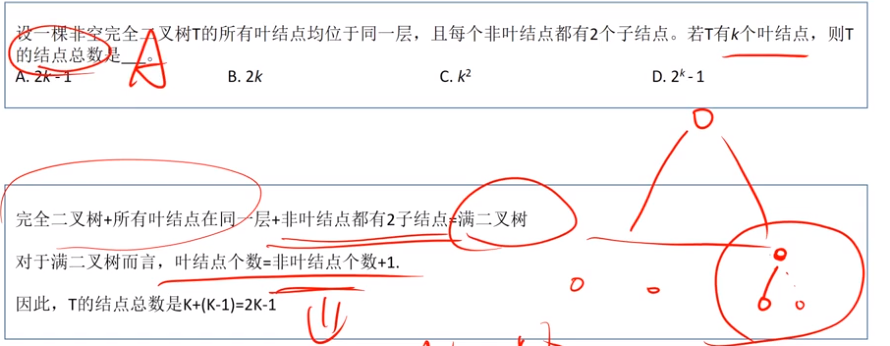 设一棵非空完全二叉树T的所有叶结点均位于同一层，且每个非叶结点都有2个子结点。若T有k个叶结点，则T
的结点总数是___。
A
A. 2k - 1 B. 2k C. k² D. 2ᵏ - 1
完全二叉树+所有叶结点在同一层+非叶结点都有2子结点=满二叉树
对于满二叉树而言，叶结点个数=非叶结点个数+1.
因此，T的结点总数是K+(K-1)=2K-1